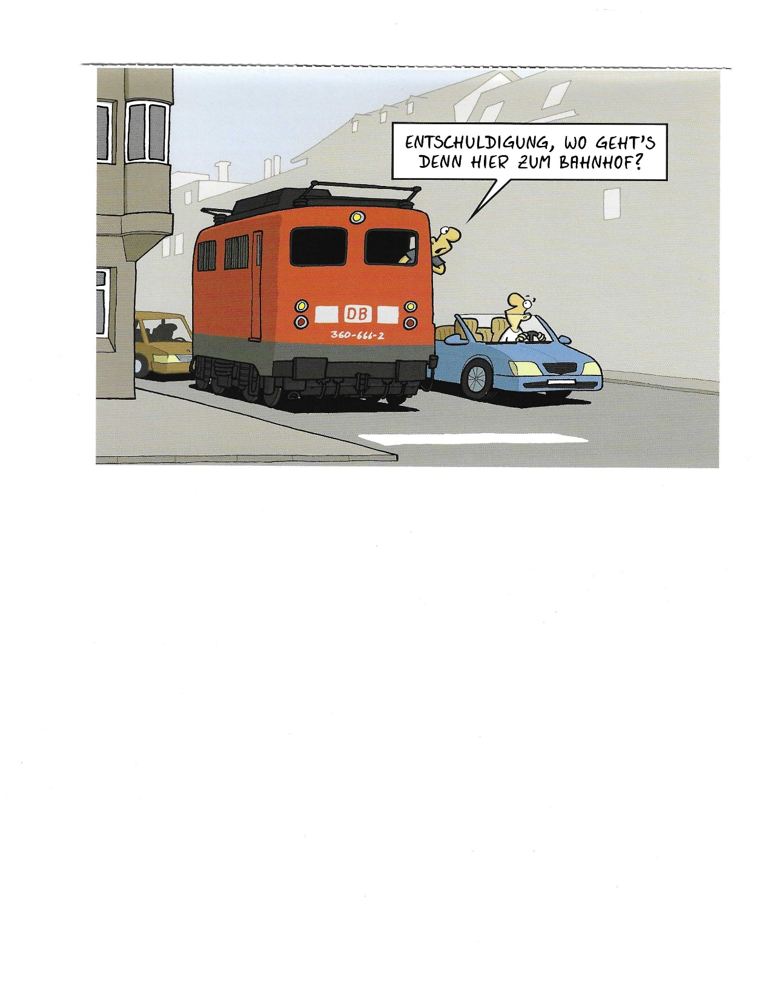 ENTSCHULDIGUNG, WO GEHT'S
DENN HIER ZUM BAHNHOF?
DB
360-666-2